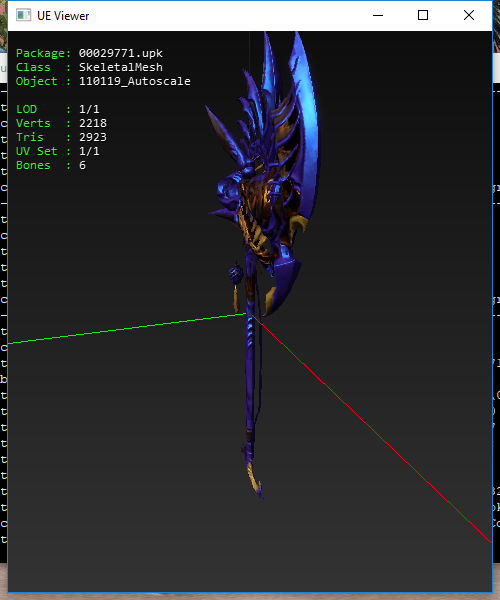 UE Viewer
Package: 00029771.upk
Class  : SkeletalMesh
Object : 110119_Autoscale
LOD    : 1/1
Verts  : 2218
Tris   : 2923
UV Set : 1/1
Bones  : 6